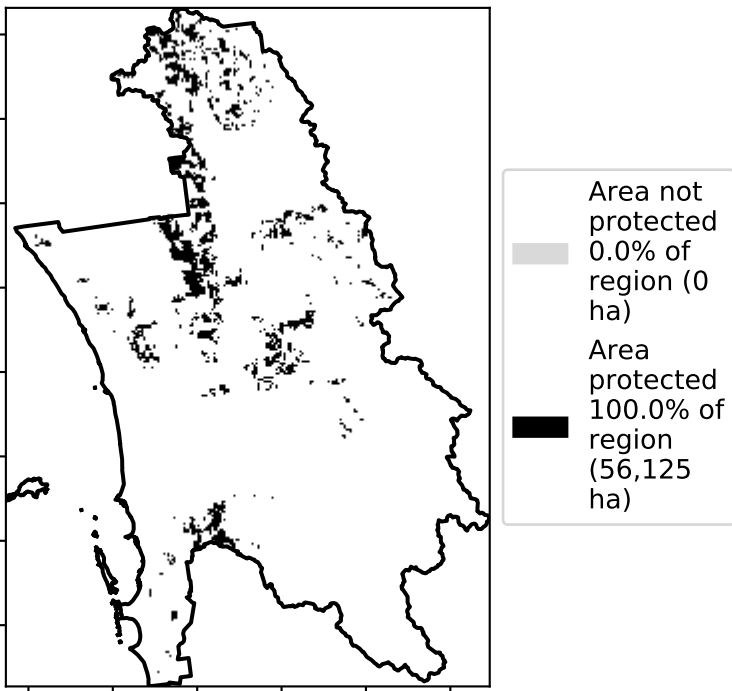 Area not
protected
0.0% of
region (0
ha)
Area
protected
100.0% of
region
(56,125
ha)